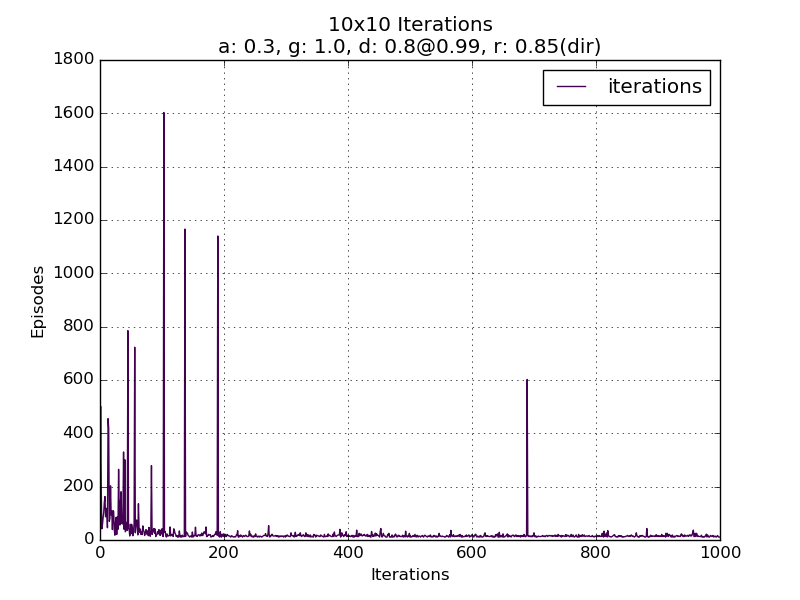 10x10 Iterations
a: 0.3, g: 1.0, d: 0.8@0.99, r: 0.85(dir)
iterations
1800
1600
1400
1200
1000
800
600
400
200
0
Episodes
0 200 400 600 800 1000
Iterations